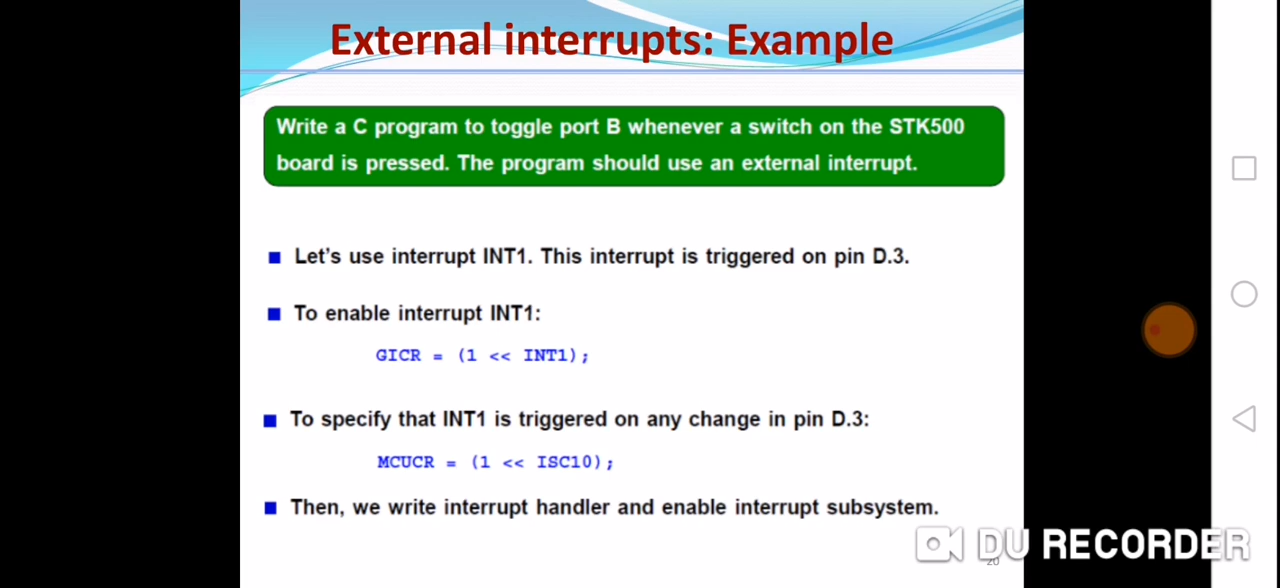 External interrupts: Example
Write a C program to toggle port B whenever a switch on the STK500
board is pressed. The program should use an external interrupt.
Let's use interrupt INT1. This interrupt is triggered on pin D.3.
To enable interrupt INT1:
GICR = (1 << INT1);
To specify that INT1 is triggered on any change in pin D.3:
MCUCR = (1 << ISC10);
Then, we write interrupt handler and enable interrupt subsystem.
DU RECORDER
20